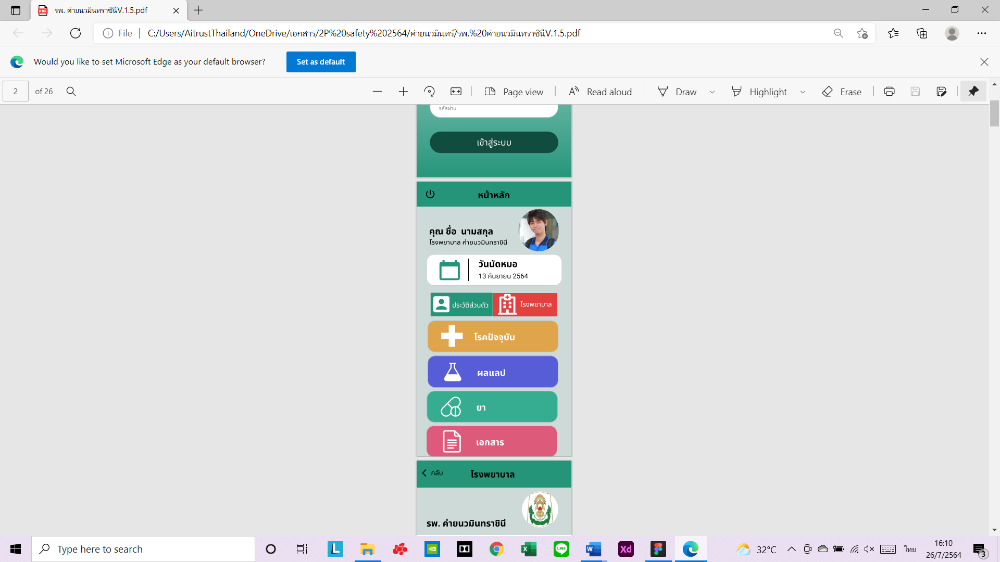 รพ. ค่ายนวมินทราชินีV.1.5.pdf
File
C:/Users/AitrustThailand/OneDrive/เอกสาร/2P%20safety%202564/ค่ายนวมินทร์/รพ.%20ค่ายนวมินทราชินีV.1.5.pdf
Would you like to set Microsoft Edge as your default browser?
Set as default
2 of 26
Page view
Read aloud
Draw
Highlight
Erase
รหัสผ่าน
เข้าสู่ระบบ
หน้าหลัก
คุณ ชื่อ นามสกุล
โรงพยาบาล ค่ายนวมินทราชินี
วันนัดหมอ
13 กันยายน 2564
ประวัติส่วนตัว
โรงพยาบาล
โรคปัจจุบัน
ผลแลป
ยา
เอกสาร
กลับ
โรงพยาบาล
รพ. ค่ายนวมินทราชินี
Type here to search
L
LINE
W
Xd
32°C
ไทย
16:10
26/7/2564
3